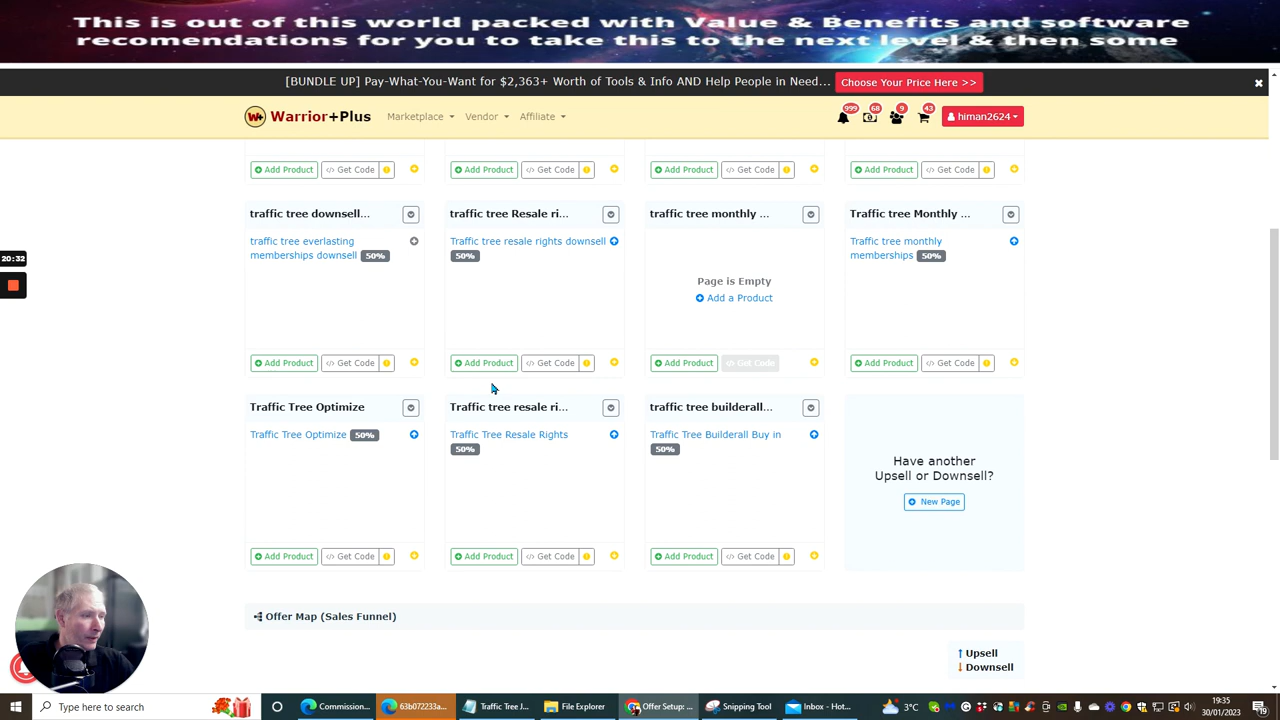 This is out of this world packed with Value & Benefits and software
recomendations for you to take this to the next level & then some
[BUNDLE UP] Pay-What-You-Want for $2,363+ Worth of Tools & Info AND Help People in Need... Choose Your Price Here >>
W+ Warrior+Plus Marketplace Vendor Affiliate 999 68 9 43 himan2624
Add Product Get Code Add Product Get Code Add Product Get Code Add Product Get Code
traffic tree downsell... traffic tree Resale ri... traffic tree monthly ... Traffic tree Monthly ...
traffic tree everlasting
memberships downsell 50%
Traffic tree resale rights downsell
50%
Page is Empty
Add a Product
Traffic tree monthly
memberships 50%
20:32
Add Product Get Code Add Product Get Code Add Product Get Code Add Product Get Code
Traffic Tree Optimize Traffic tree resale ri... traffic tree builderall...
Traffic Tree Optimize 50%
Traffic Tree Resale Rights
50%
Traffic Tree Builderall Buy in
50%
Have another
Upsell or Downsell?
New Page
Add Product Get Code Add Product Get Code Add Product Get Code
Offer Map (Sales Funnel)
Upsell
Downsell
Type here to search Commission... 63b072233a... Traffic Tree J... File Explorer Offer Setup: ... Snipping Tool Inbox - Hot... 3°C 19:35
30/01/2023